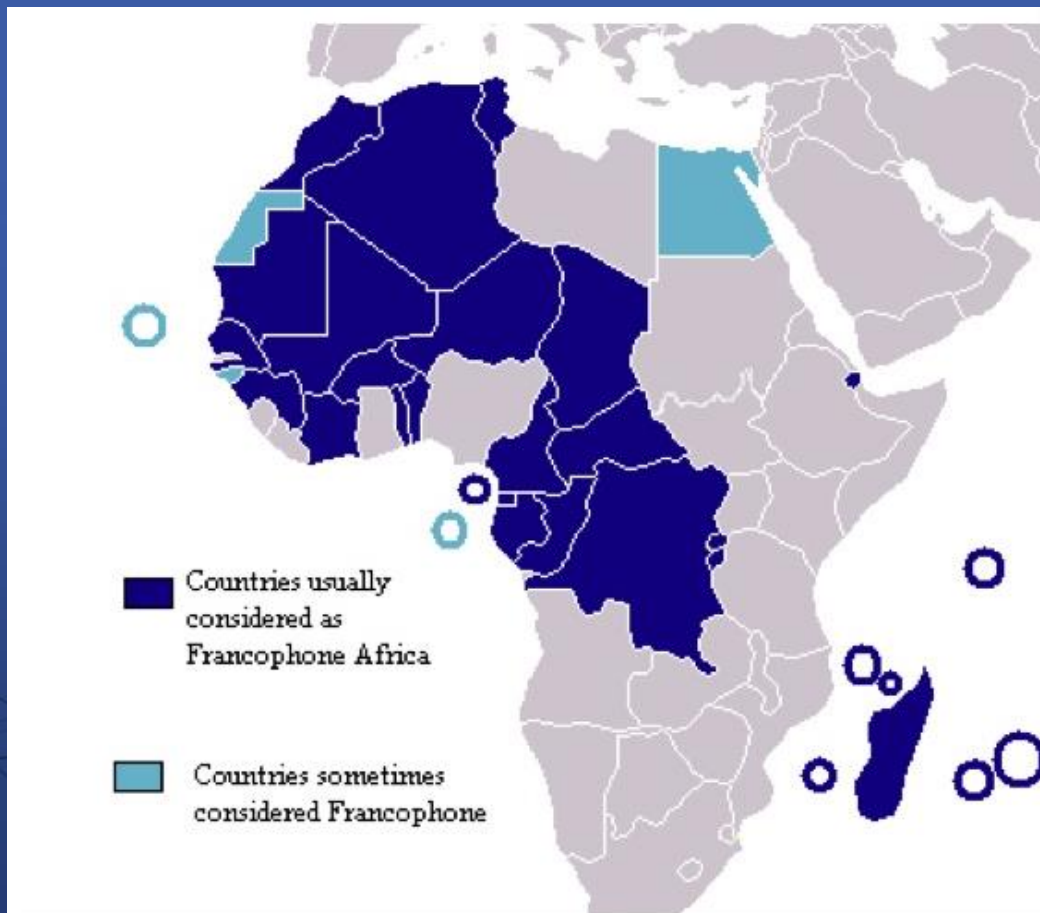 Countries usually
considered as
Francophone Africa
Countries sometimes
considered Francophone